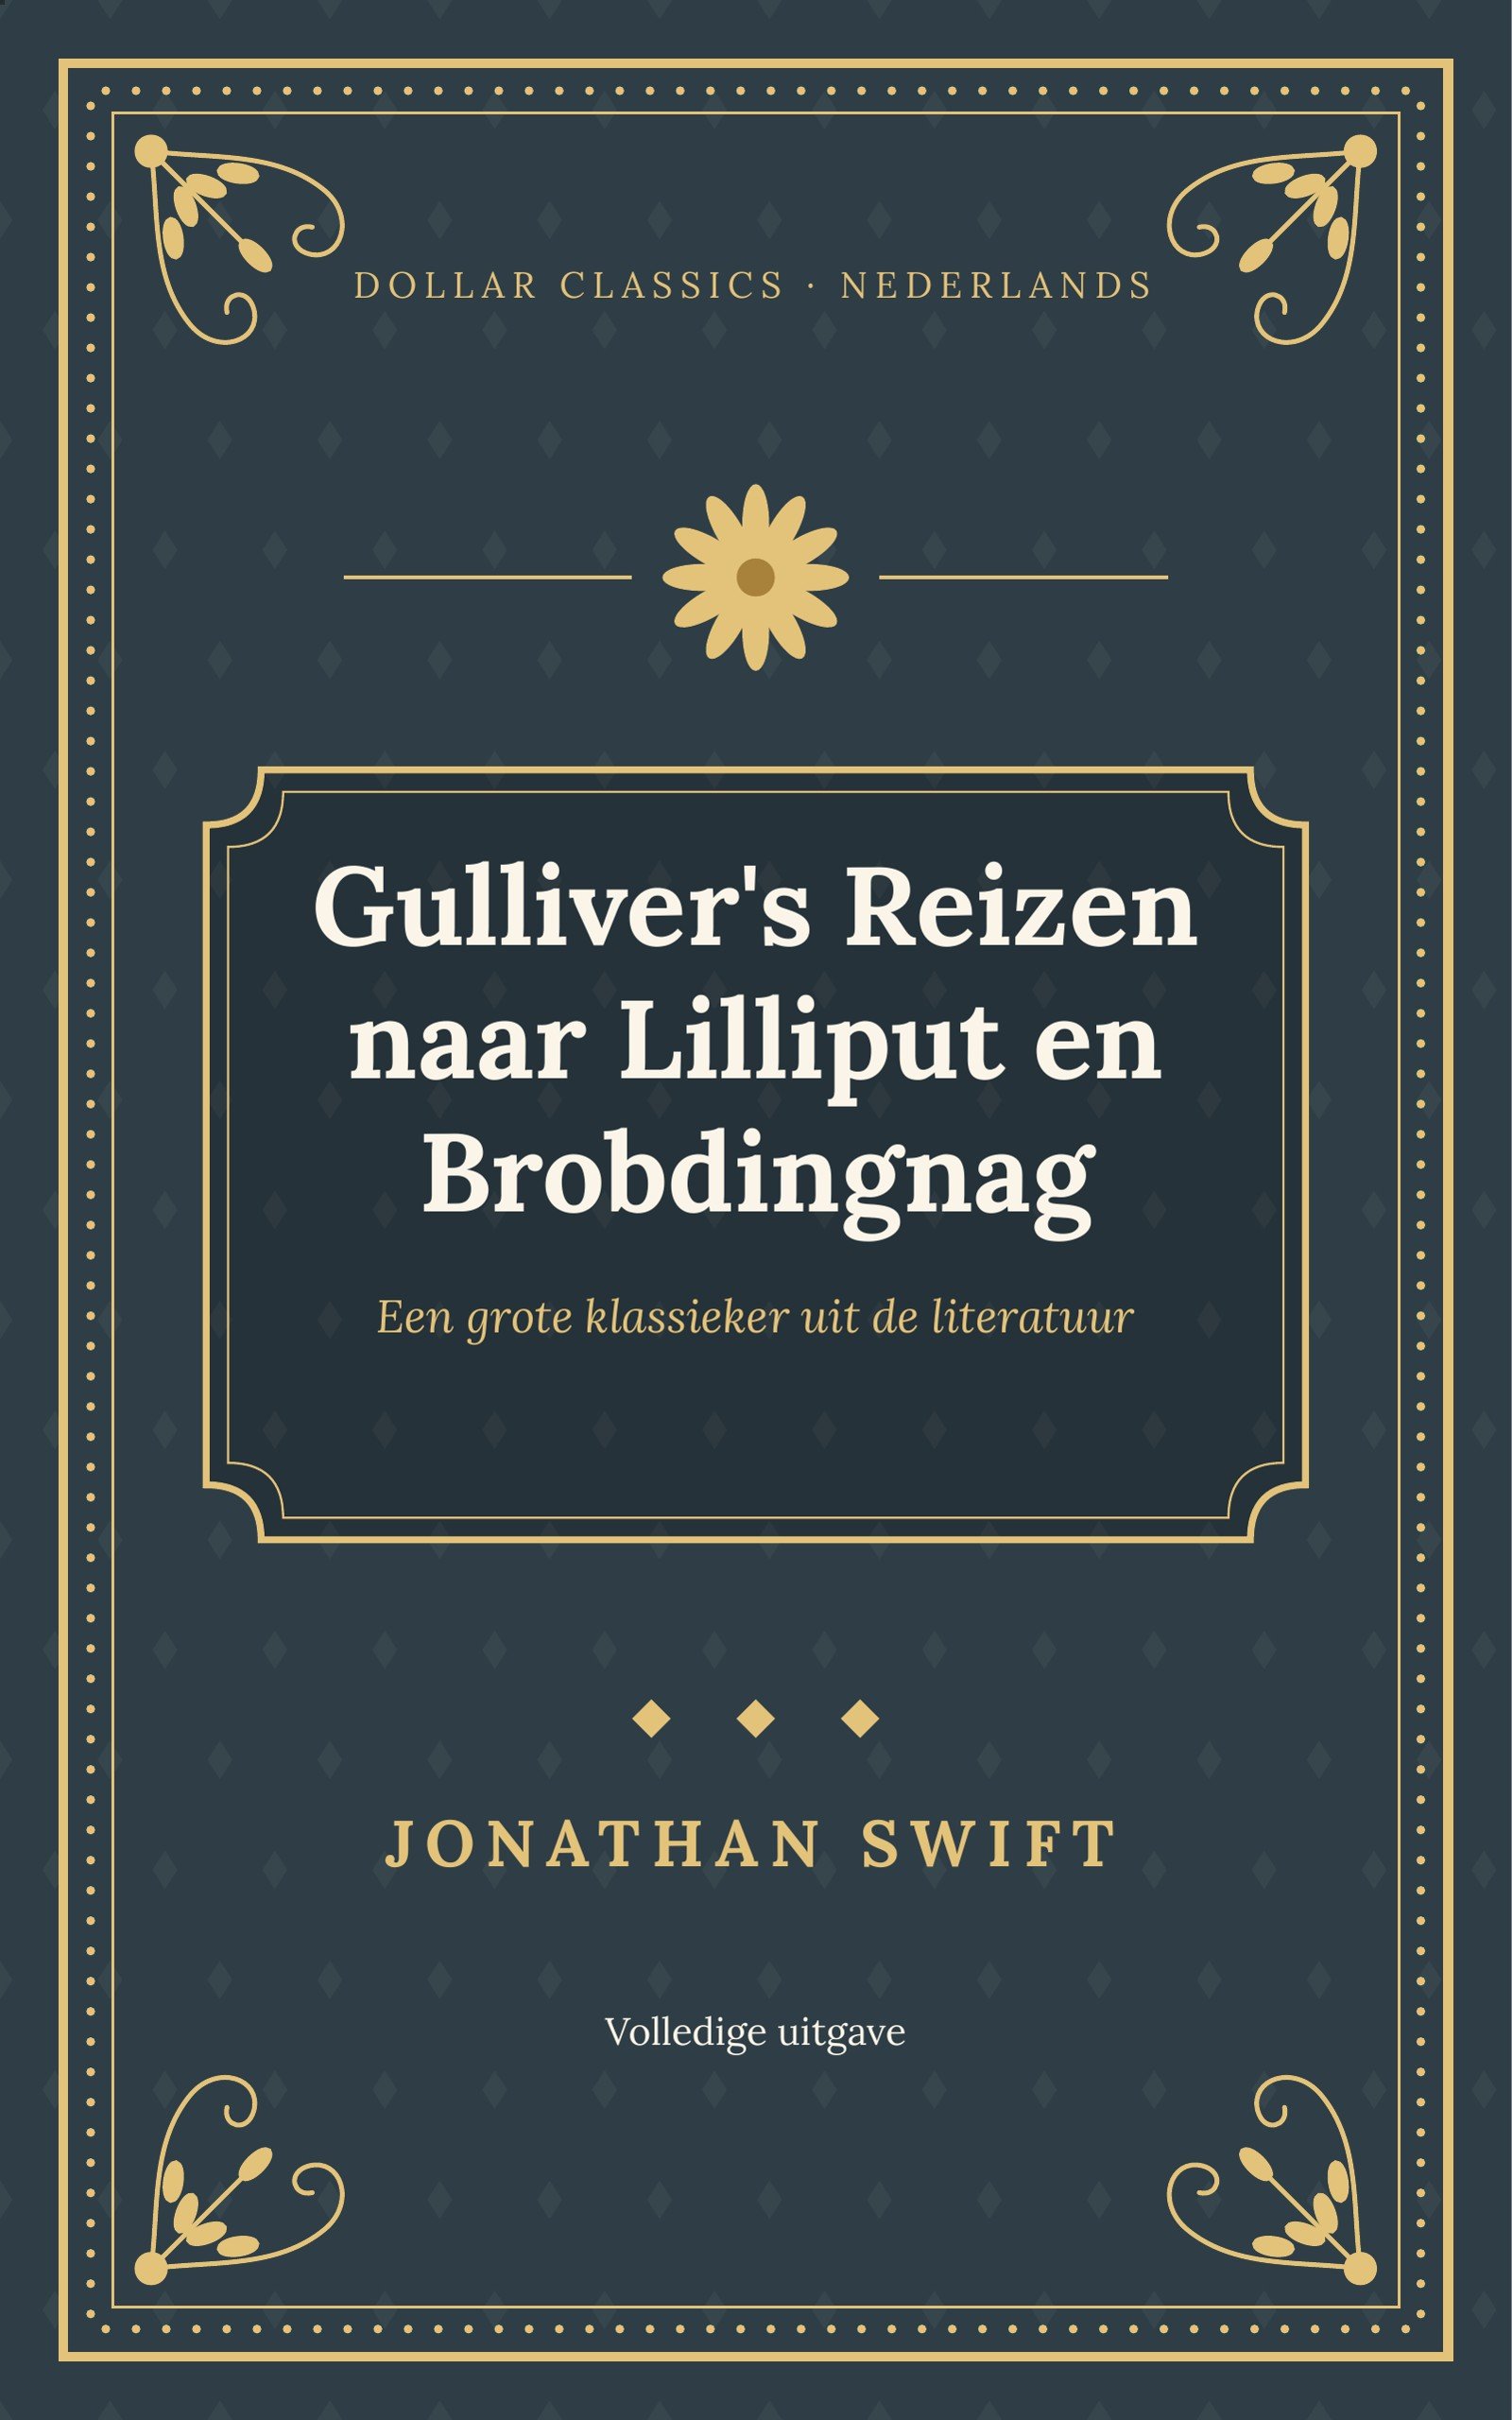 DOLLAR CLASSICS · NEDERLANDS
Gulliver's Reizen
naar Lilliput en
Brobdingnag
Een grote klassieker uit de literatuur
JONATHAN SWIFT
Volledige uitgave